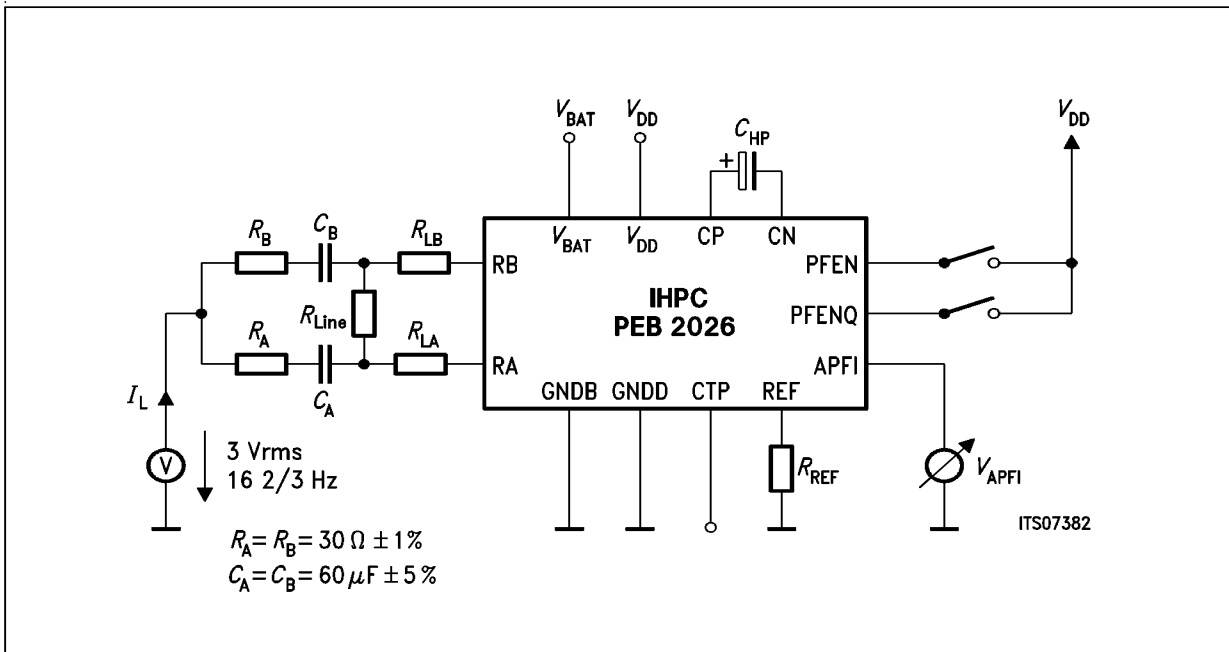 V_BAT
V_DD
C_HP
+
V_DD
R_B
C_B
R_LB
V_BAT
V_DD
CP
CN
RB
PFEN
IHPC
PEB 2026
R_Line
PFENQ
R_A
C_A
R_LA
RA
APFI
GNDB
GNDD
CTP
REF
I_L
V
3 Vrms
16 2/3 Hz
R_REF
V_APFI
ITS07382
R_A = R_B = 30 Ω ± 1%
C_A = C_B = 60 μF ± 5%